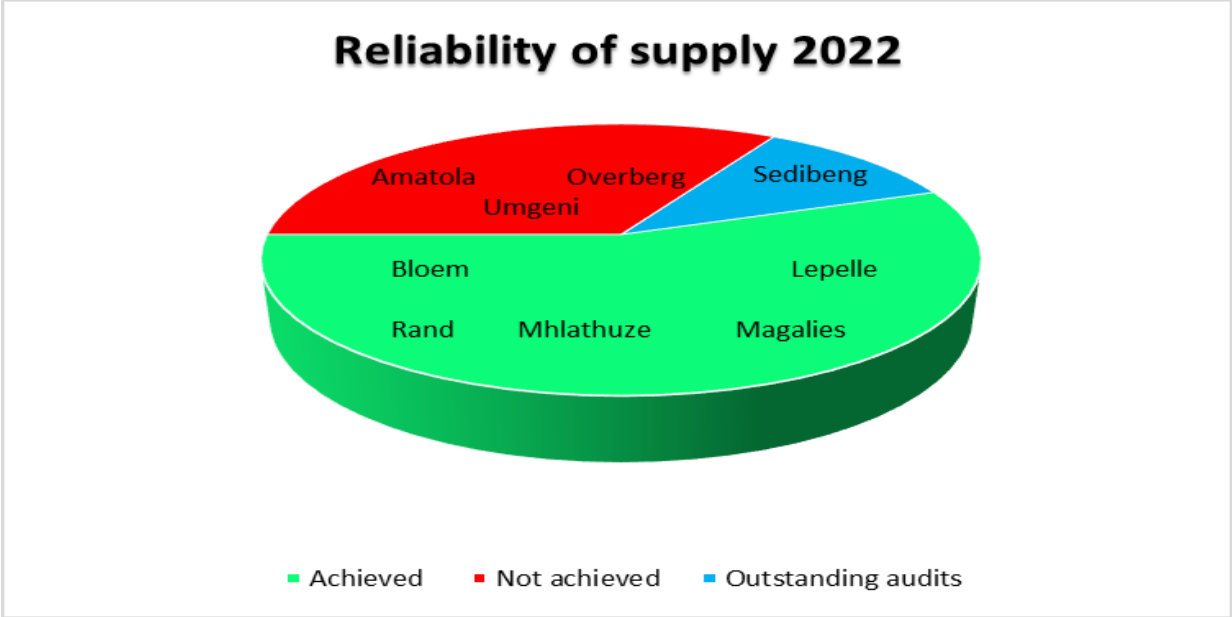 Reliability of supply 2022
Amatola Overberg Sedibeng
Umgeni
Bloem Lepelle
Rand Mhlathuze Magalies
Achieved Not achieved Outstanding audits